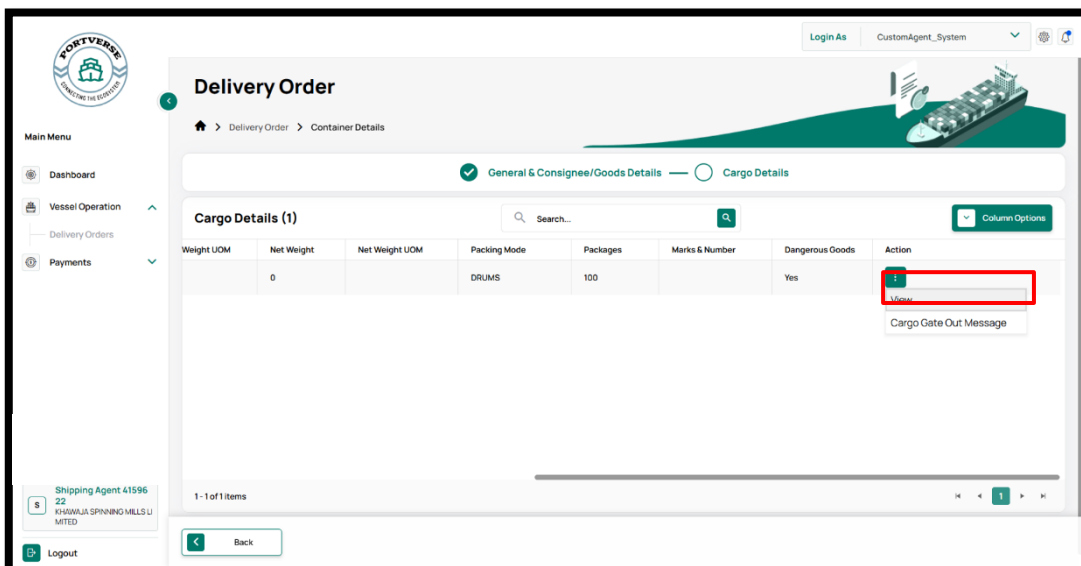 PORTVERSE
CONNECTING THE ECOSYSTEM
Login As
CustomAgent_System
Delivery Order
Delivery Order > Container Details
Main Menu
Dashboard
Vessel Operation
Delivery Orders
Payments
General & Consignee/Goods Details
Cargo Details
Cargo Details (1)
Search...
Column Options
Weight UOM Net Weight Net Weight UOM Packing Mode Packages Marks & Number Dangerous Goods Action
0 DRUMS 100 Yes
View
Cargo Gate Out Message
Shipping Agent 41596
22
KHAWAJA SPINNING MILLS LI
MITED
1 - 1 of 1 items
1
S
Back
Logout